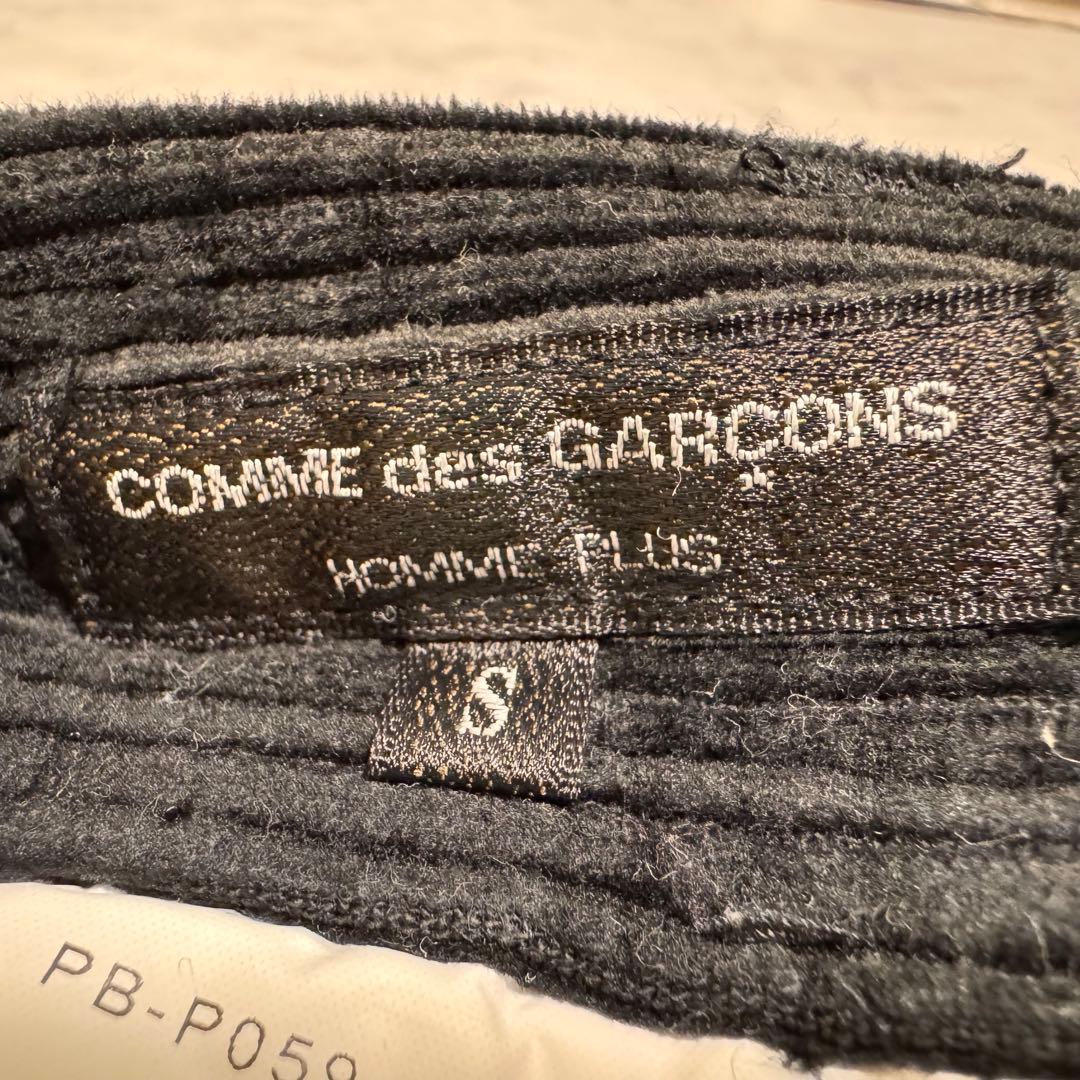 COMME des GARÇONS
HOMME PLUS
S
PB-P059